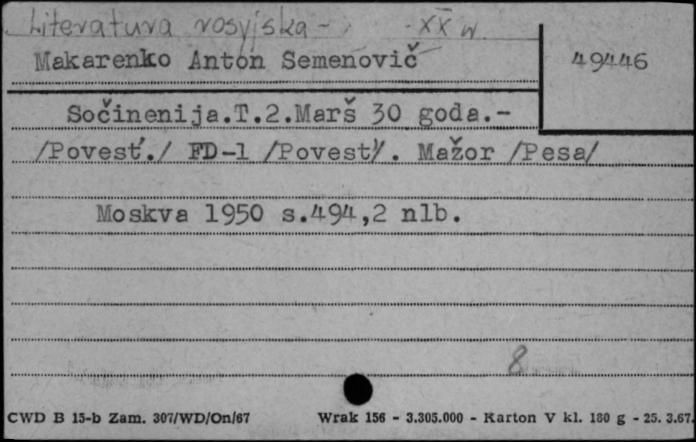 Literatura rosyjska - XX w.
Makarenko Anton Semenovič
49446
Sočinenija.T.2.Marš 30 goda.-
/Povest'./ FD-1 /Povest'/. Mažor /Pesa/
Moskva 1950 s.494,2 nlb.
8
CWD B 15-b Zam. 307/WD/On/67 Wrak 156 - 3.305.000 - Karton V kl. 180 g - 25. 3.67.